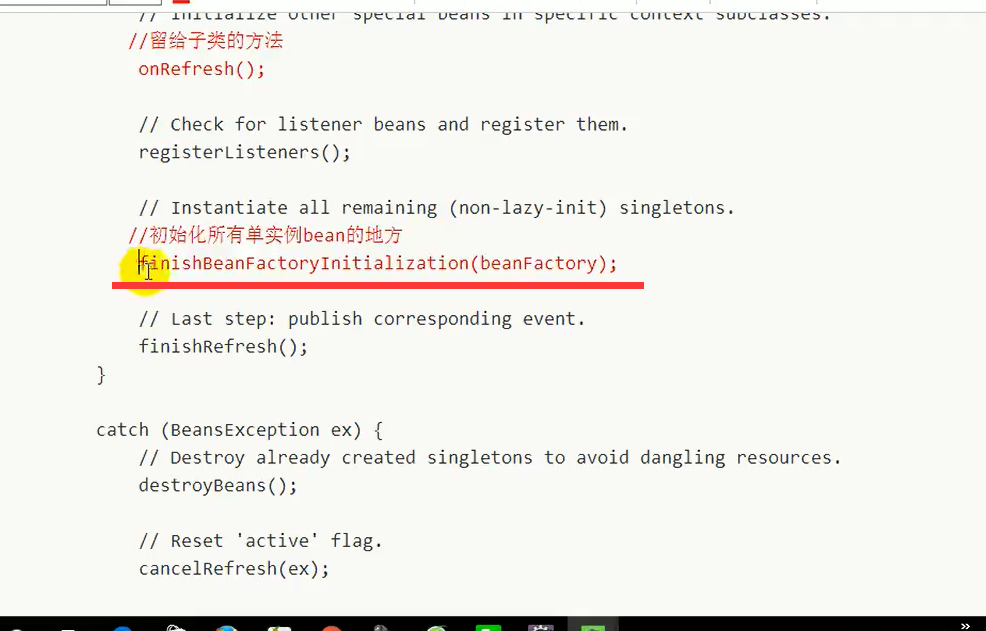 // Initialize other special beans in specific context subclasses.
//留给子类的方法
onRefresh();
// Check for listener beans and register them.
registerListeners();
// Instantiate all remaining (non-lazy-init) singletons.
//初始化所有单实例bean的地方
finishBeanFactoryInitialization(beanFactory);
// Last step: publish corresponding event.
finishRefresh();
}
catch (BeansException ex) {
// Destroy already created singletons to avoid dangling resources.
destroyBeans();
// Reset 'active' flag.
cancelRefresh(ex);